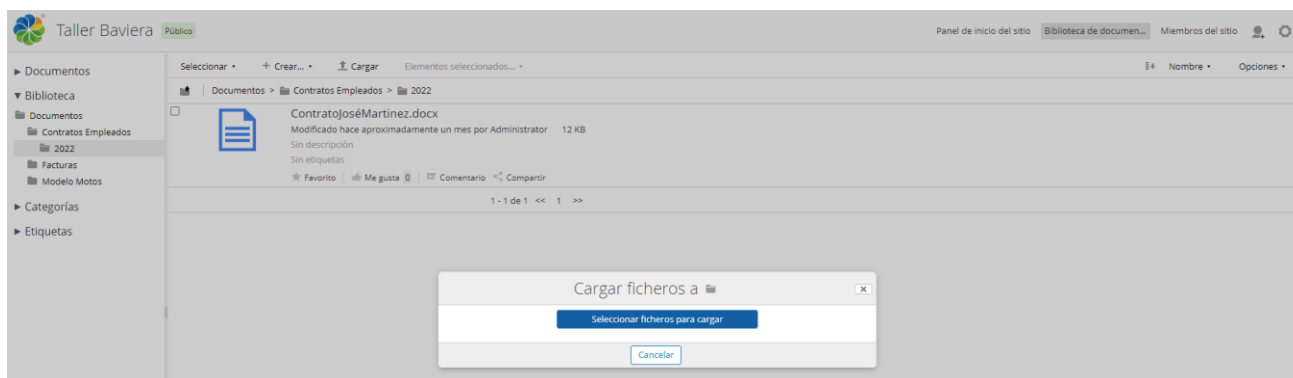 Taller Baviera Público
Panel de inicio del sitio Biblioteca de documen... Miembros del sitio
Documentos
Biblioteca
Documentos
Contratos Empleados
2022
Facturas
Modelo Motos
Categorías
Etiquetas
Seleccionar + Crear... Cargar Elementos seleccionados... Nombre Opciones
Documentos > Contratos Empleados > 2022
ContratoJoséMartinez.docx
Modificado hace aproximadamente un mes por Administrator 12 KB
Sin descripción
Sin etiquetas
Favorito Me gusta 0 Comentario Compartir
1 - 1 de 1 << 1 >>
Cargar ficheros a
Seleccionar ficheros para cargar
Cancelar